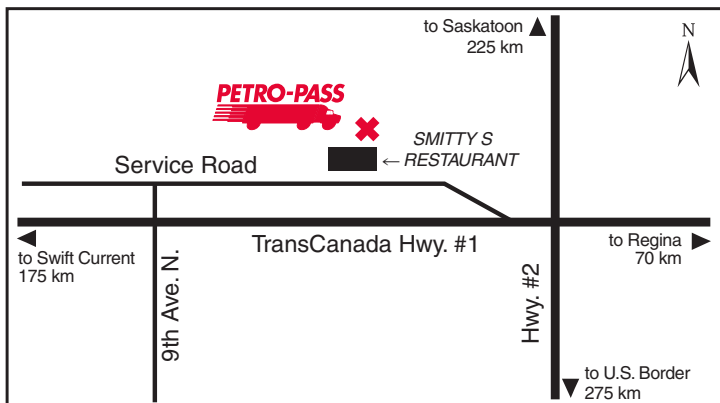 to Saskatoon
225 km
N
PETRO-PASS
SMITTY S
← RESTAURANT
Service Road
TransCanada Hwy. #1
to Swift Current
175 km
to Regina
70 km
9th Ave. N.
Hwy. #2
to U.S. Border
275 km